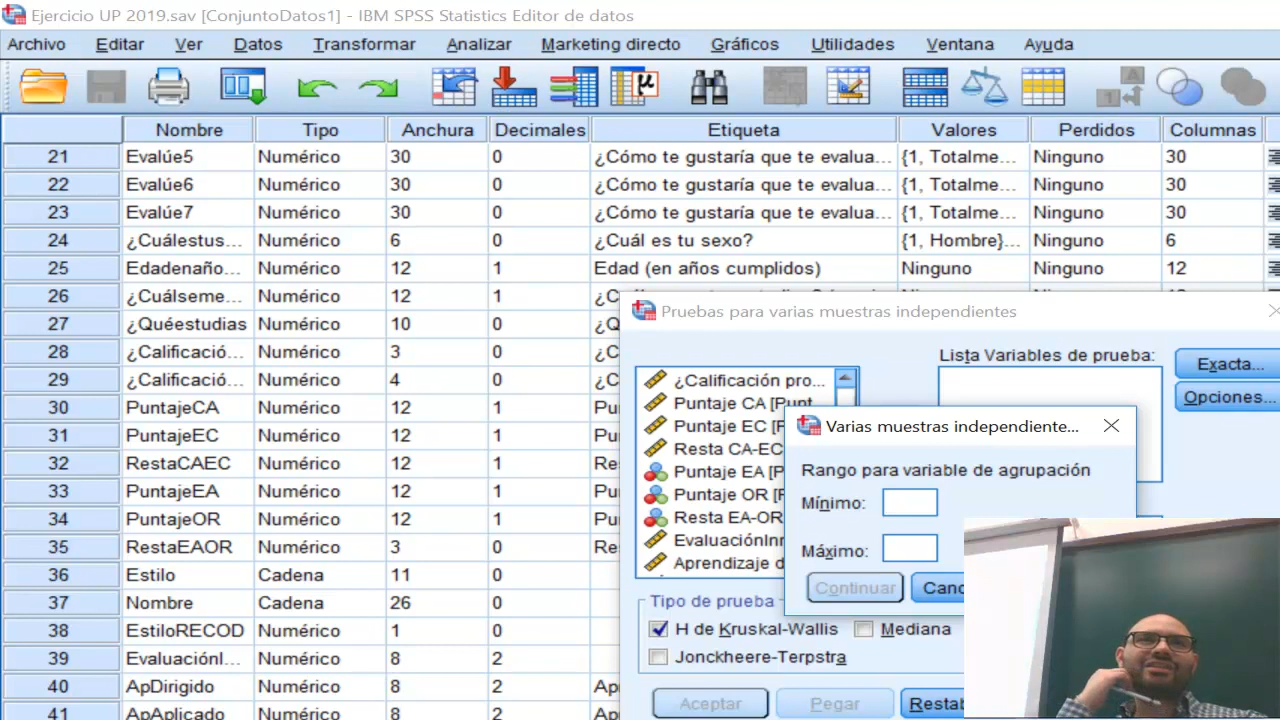 Ejercicio UP 2019.sav [ConjuntoDatos1] - IBM SPSS Statistics Editor de datos
Archivo Editar Ver Datos Transformar Analizar Marketing directo Gráficos Utilidades Ventana Ayuda
Nombre Tipo Anchura Decimales Etiqueta Valores Perdidos Columnas
21 Evalúe5 Numérico 30 0 ¿Cómo te gustaría que te evalua... {1, Totalme... Ninguno 30
22 Evalúe6 Numérico 30 0 ¿Cómo te gustaría que te evalua... {1, Totalme... Ninguno 30
23 Evalúe7 Numérico 30 0 ¿Cómo te gustaría que te evalua... {1, Totalme... Ninguno 30
24 ¿Cuálestus... Numérico 6 0 ¿Cuál es tu sexo? {1, Hombre}... Ninguno 6
25 Edadenaño... Numérico 12 1 Edad (en años cumplidos) Ninguno Ninguno 12
26 ¿Cuálseme... Numérico 12 1
27 ¿Quéestudias Numérico 10 0
28 ¿Calificació... Numérico 3 0
29 ¿Calificació... Numérico 4 0
30 PuntajeCA Numérico 12 1 Pu
31 PuntajeEC Numérico 12 1 Pu
32 RestaCAEC Numérico 12 1 Re
33 PuntajeEA Numérico 12 1 Pu
34 PuntajeOR Numérico 12 1 Pu
35 RestaEAOR Numérico 3 0 Re
36 Estilo Cadena 11 0
37 Nombre Cadena 26 0
38 EstiloRECOD Numérico 1 0
39 EvaluaciónI... Numérico 8 2
40 ApDirigido Numérico 8 2 Ap
41 ApAplicado Numérico 8 2 Ap
Pruebas para varias muestras independientes
Lista Variables de prueba:
Exacta...
Opciones...
¿Calificación pro...
Puntaje CA [Punt
Puntaje EC [P
Resta CA-EC
Puntaje EA [P
Puntaje OR [P
Resta EA-OR
EvaluaciónInn
Aprendizaje d
Varias muestras independiente...
Rango para variable de agrupación
Mínimo:
Máximo:
Continuar Canc
Tipo de prueba
H de Kruskal-Wallis Mediana
Jonckheere-Terpstra
Aceptar Pegar Restab